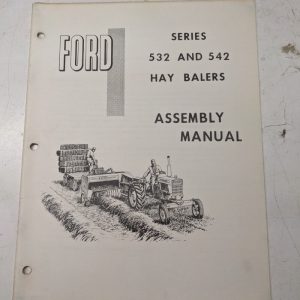 FORD
SERIES
532 AND 542
HAY BALERS
ASSEMBLY
MANUAL